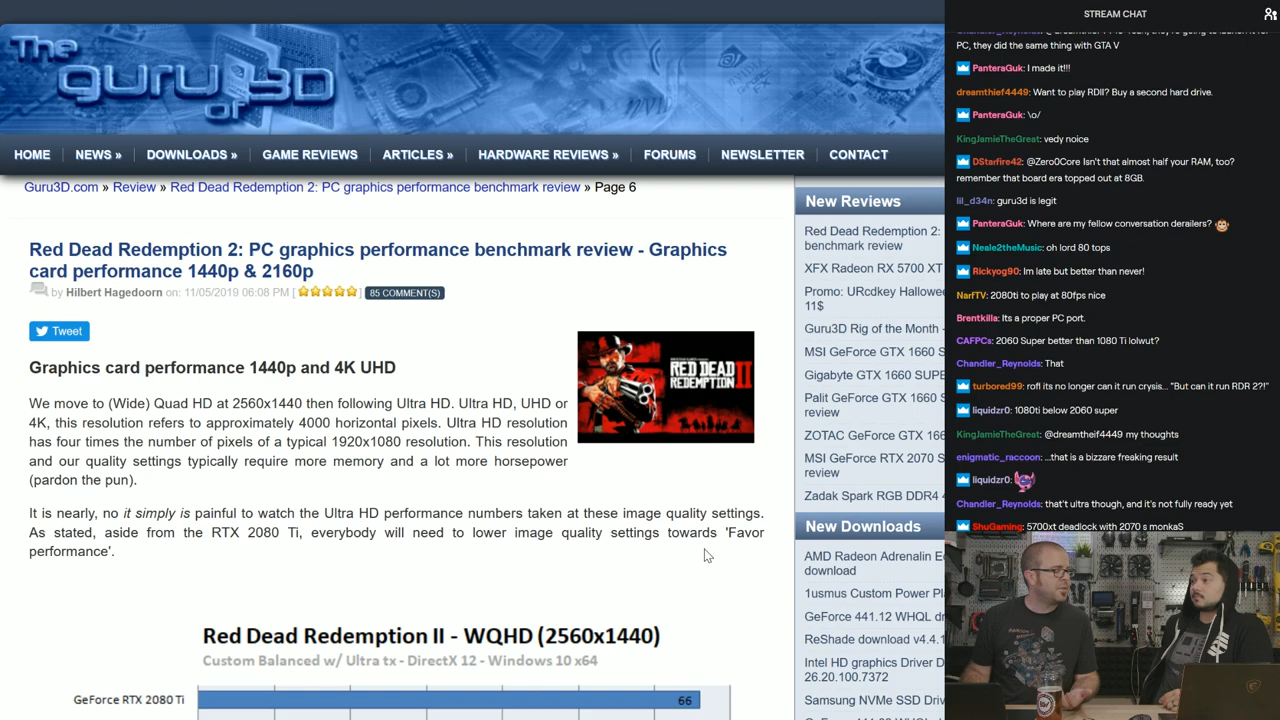 The
guru
of
3D
HOME
NEWS »
DOWNLOADS »
GAME REVIEWS
ARTICLES »
HARDWARE REVIEWS »
FORUMS
NEWSLETTER
CONTACT
Guru3D.com » Review » Red Dead Redemption 2: PC graphics performance benchmark review » Page 6
Red Dead Redemption 2: PC graphics performance benchmark review - Graphics
card performance 1440p & 2160p
by Hilbert Hagedoorn on: 11/05/2019 06:08 PM [ ] 85 COMMENT(S)
Tweet
Graphics card performance 1440p and 4K UHD
We move to (Wide) Quad HD at 2560x1440 then following Ultra HD. Ultra HD, UHD or
4K, this resolution refers to approximately 4000 horizontal pixels. Ultra HD resolution
has four times the number of pixels of a typical 1920x1080 resolution. This resolution
and our quality settings typically require more memory and a lot more horsepower
(pardon the pun).
RED DEAD
REDEMPTION
II
It is nearly, no it simply is painful to watch the Ultra HD performance numbers taken at these image quality settings.
As stated, aside from the RTX 2080 Ti, everybody will need to lower image quality settings towards 'Favor
performance'.
Red Dead Redemption II - WQHD (2560x1440)
Custom Balanced w/ Ultra tx - DirectX 12 - Windows 10 x64
GeForce RTX 2080 Ti
66
New Reviews
Red Dead Redemption 2:
benchmark review
XFX Radeon RX 5700 XT
Promo: URcdkey Hallowe
11$
Guru3D Rig of the Month -
MSI GeForce GTX 1660 S
Gigabyte GTX 1660 SUPE
Palit GeForce GTX 1660 S
review
ZOTAC GeForce GTX 166
MSI GeForce RTX 2070 S
review
Zadak Spark RGB DDR4 4
New Downloads
AMD Radeon Adrenalin E
download
1usmus Custom Power Pl
GeForce 441.12 WHQL d
ReShade download v4.4.1
Intel HD graphics Driver D
26.20.100.7372
Samsung NVMe SSD Driv
STREAM CHAT
PC, they did the same thing with GTA V
PanteraGuk: I made it!!!
dreamthief4449: Want to play RDII? Buy a second hard drive.
PanteraGuk: \o/
KingJamieTheGreat: vedy noice
DStarfire42: @Zer0Core Isn't that almost half your RAM, too?
remember that board era topped out at 8GB.
lil_d34n: guru3d is legit
PanteraGuk: Where are my fellow conversation derailers?
Neale2theMusic: oh lord 80 tops
Rickyog90: Im late but better than never!
NarfTV: 2080ti to play at 80fps nice
Brentkilla: Its a proper PC port.
CAFPCs: 2060 Super better than 1080 Ti lolwut?
Chandler_Reynolds: That
turbored99: rofl its no longer can it run crysis... "But can it run RDR 2?!"
liquidzr0: 1080ti below 2060 super
KingJamieTheGreat: @dreamtheif4449 my thoughts
enigmatic_raccoon: ...that is a bizzare freaking result
liquidzr0:
Chandler_Reynolds: that'd ultra though, and it's not fully ready yet
ShuGaming: 5700xt deadlock with 2070 s monkaS